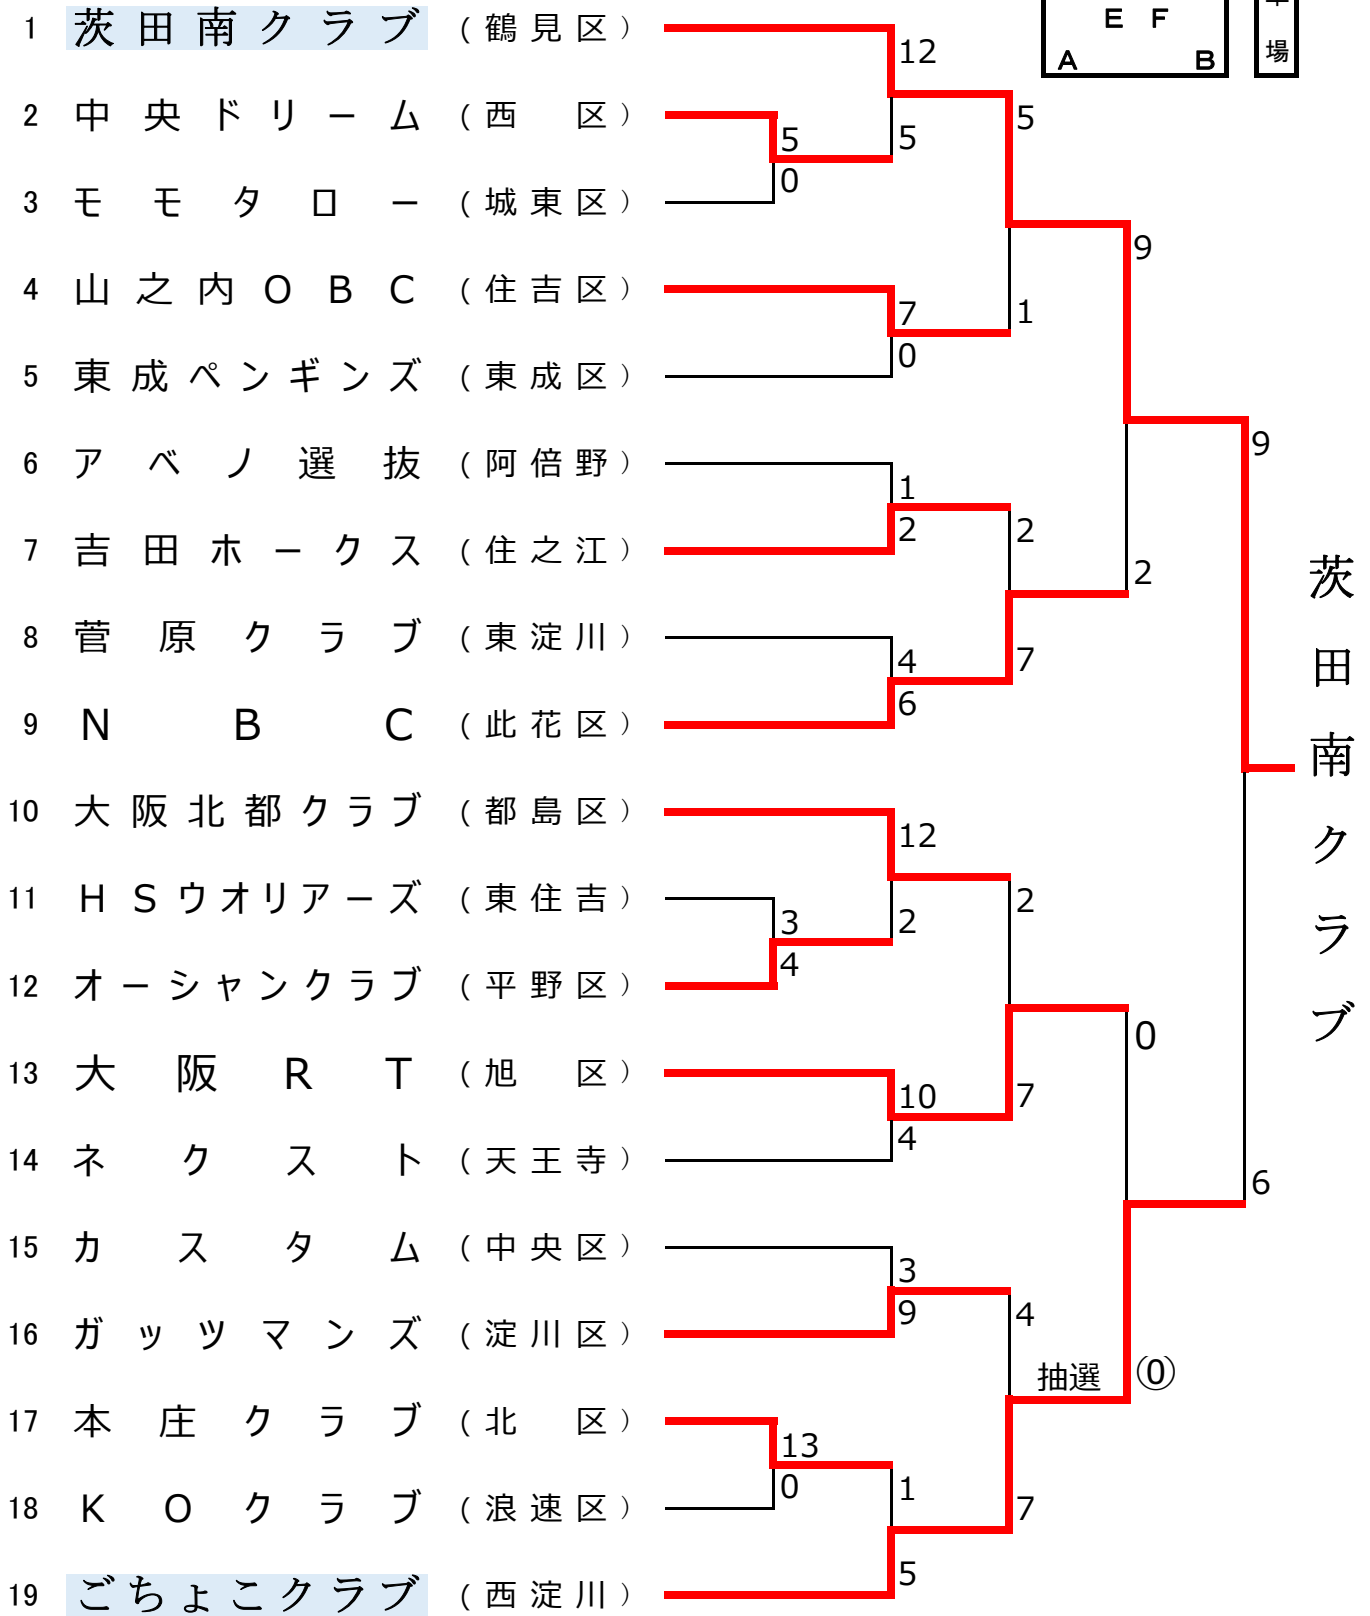 1 茨田南クラブ (鶴見区) 12
E F
A B
場
2 中央ドリーム (西 区) 5 5 5
3 モモタロー (城東区) 0
4 山之内OBC (住吉区) 7 1 9
5 東成ペンギンズ (東成区) 0
6 アベノ選抜 (阿倍野) 1 9
7 吉田ホークス (住之江) 2 2 2
8 菅原クラブ (東淀川) 4 7
9 NBC (此花区) 6
茨田南クラブ
10 大阪北都クラブ (都島区) 12
11 HSウオリアーズ (東住吉) 3 2 2
12 オーシャンクラブ (平野区) 4
13 大阪RT (旭 区) 10 7 0
14 ネクスト (天王寺) 4 6
15 カスタム (中央区) 3
16 ガッツマンズ (淀川区) 9 4
抽選 (0)
17 本庄クラブ (北 区) 13
18 KOクラブ (浪速区) 0 1 7
19 ごちょこクラブ (西淀川) 5